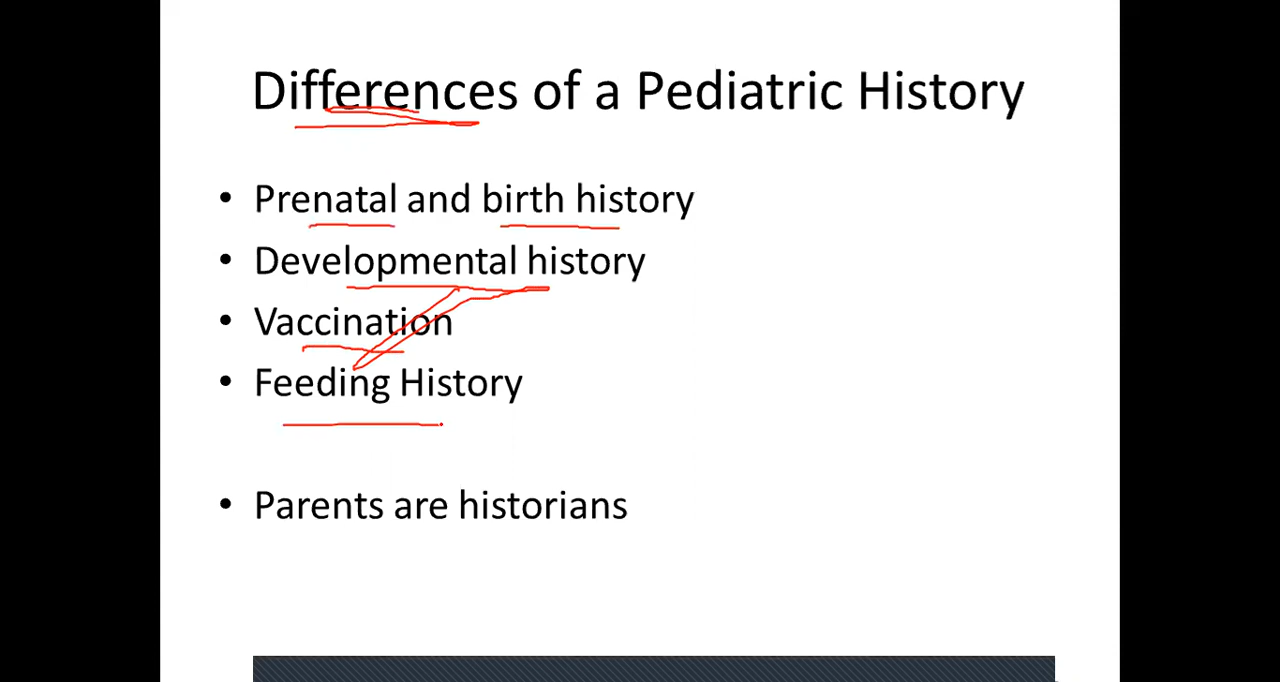 Differences of a Pediatric History
• Prenatal and birth history
• Developmental history
• Vaccination
• Feeding History
• Parents are historians